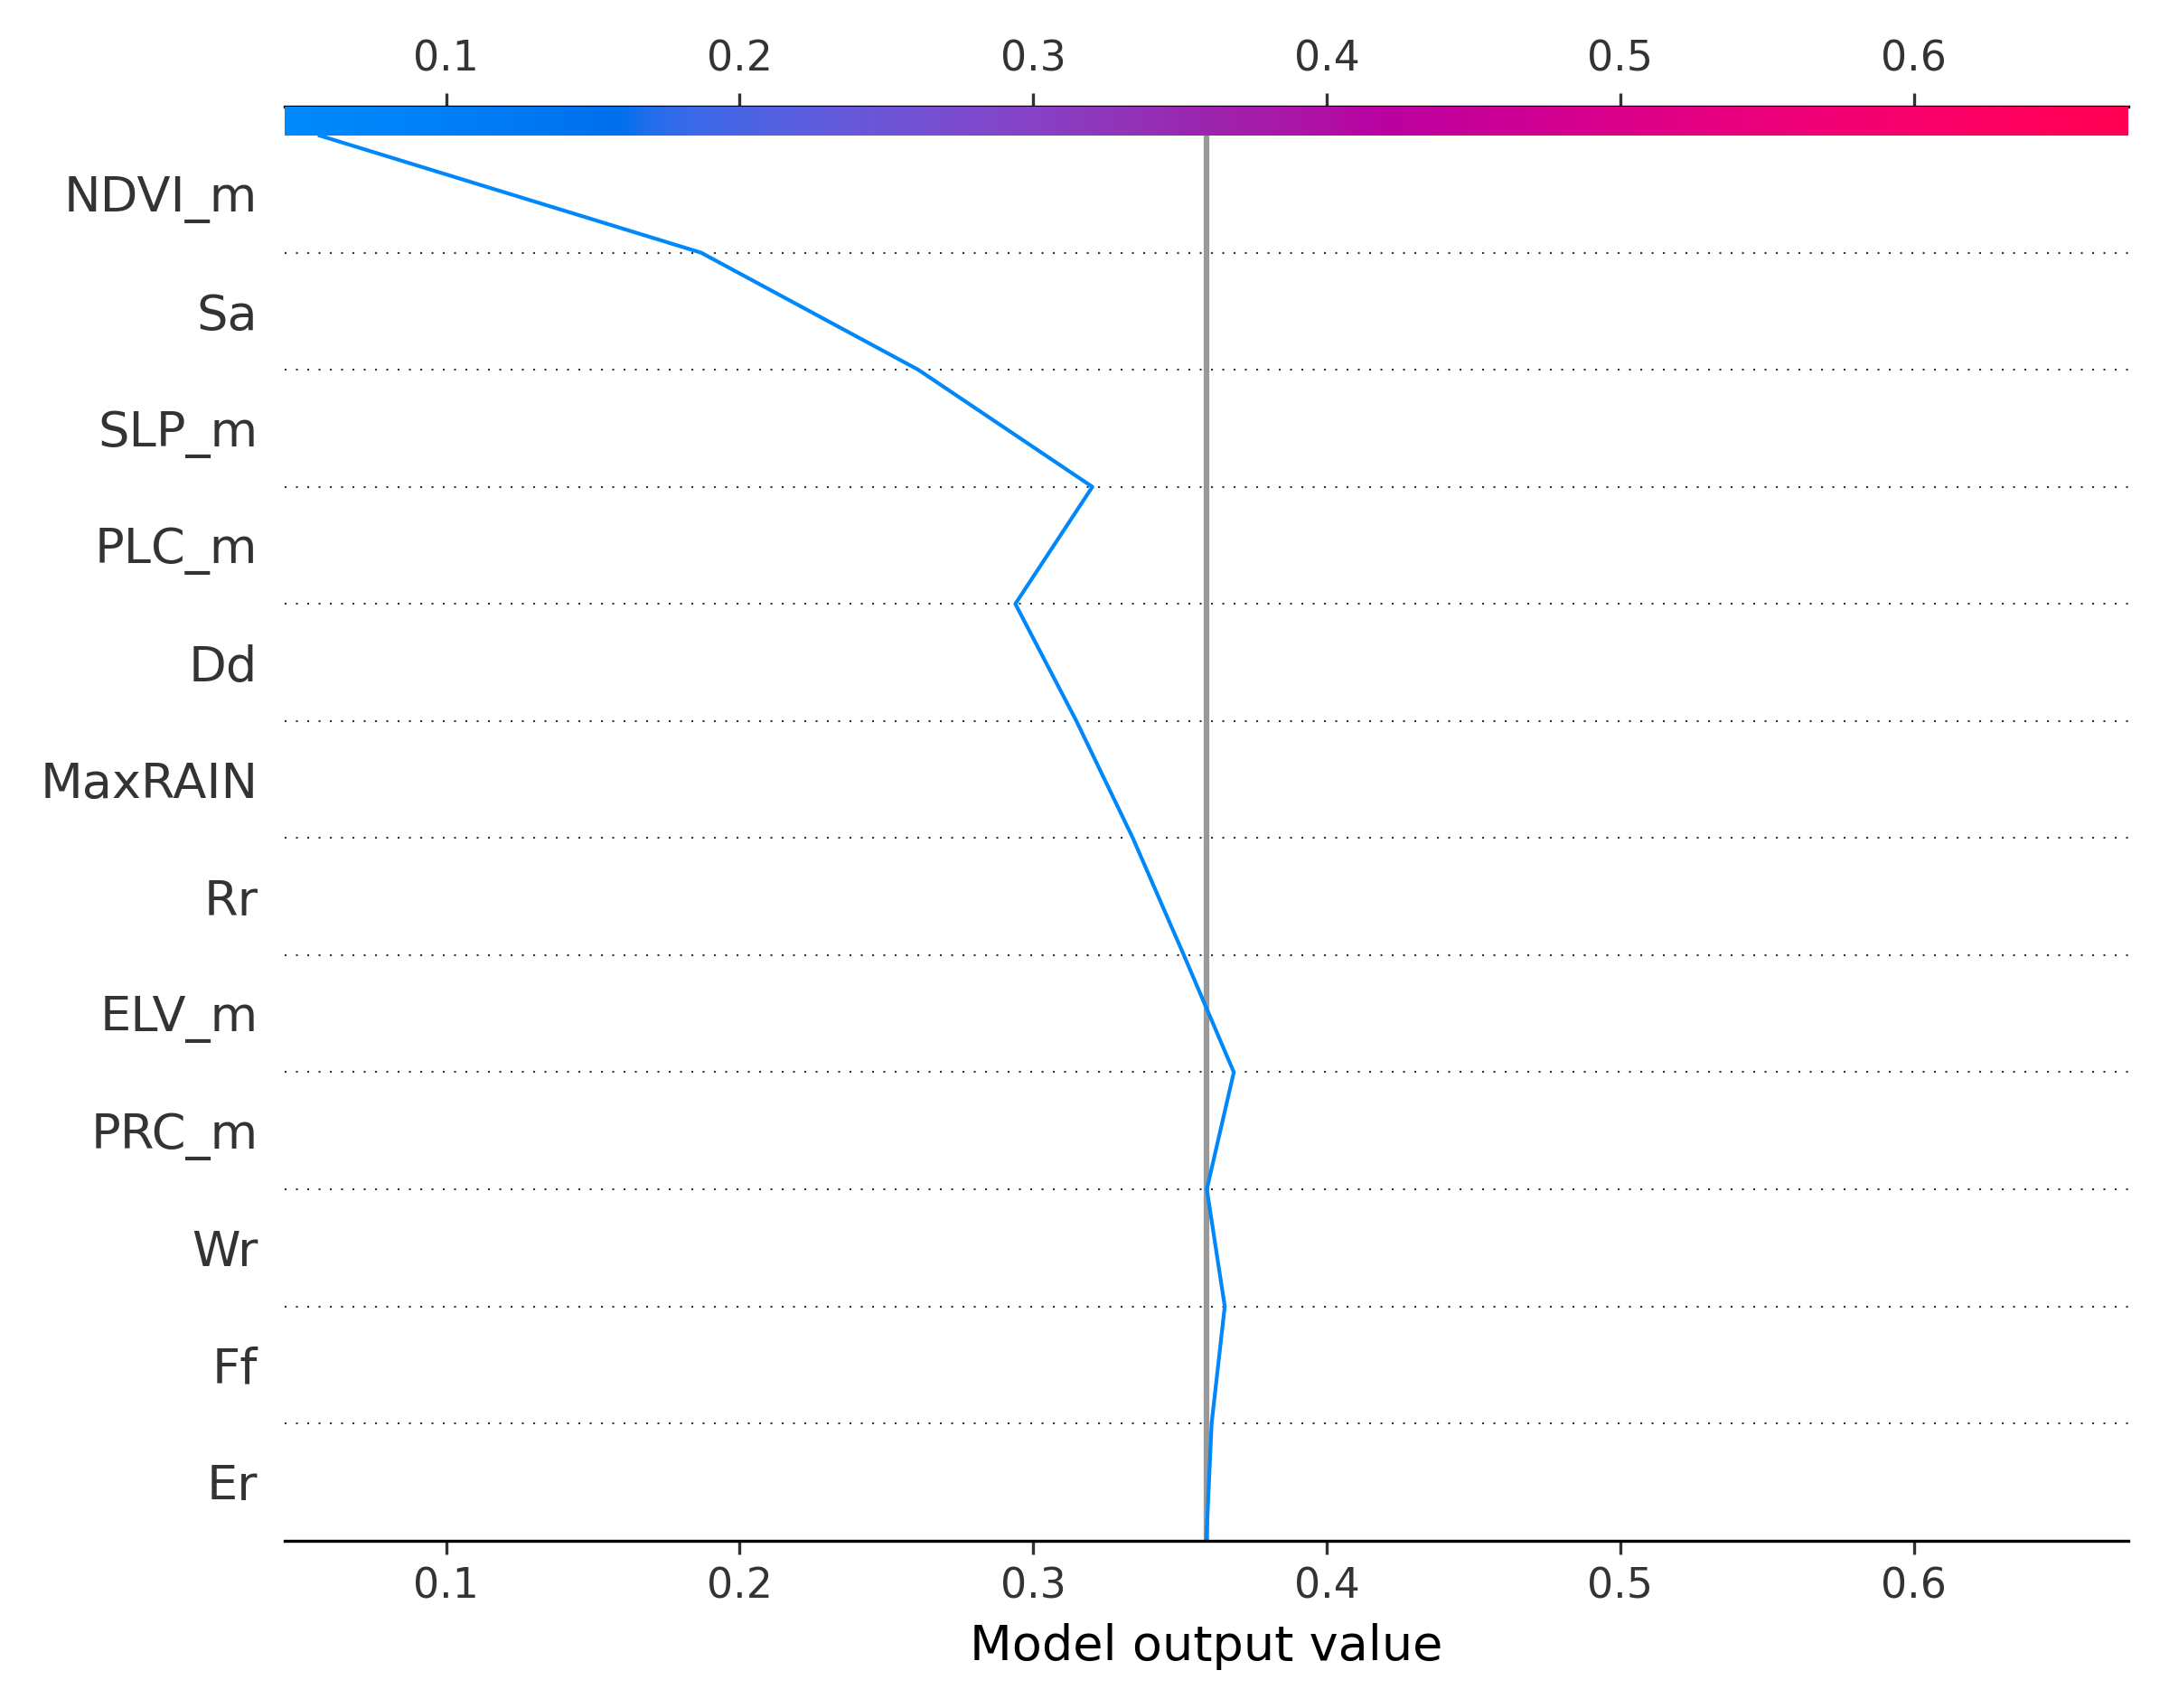 0.1 0.2 0.3 0.4 0.5 0.6
NDVI_m
Sa
SLP_m
PLC_m
Dd
MaxRAIN
Rr
ELV_m
PRC_m
Wr
Ff
Er
0.1 0.2 0.3 0.4 0.5 0.6
Model output value